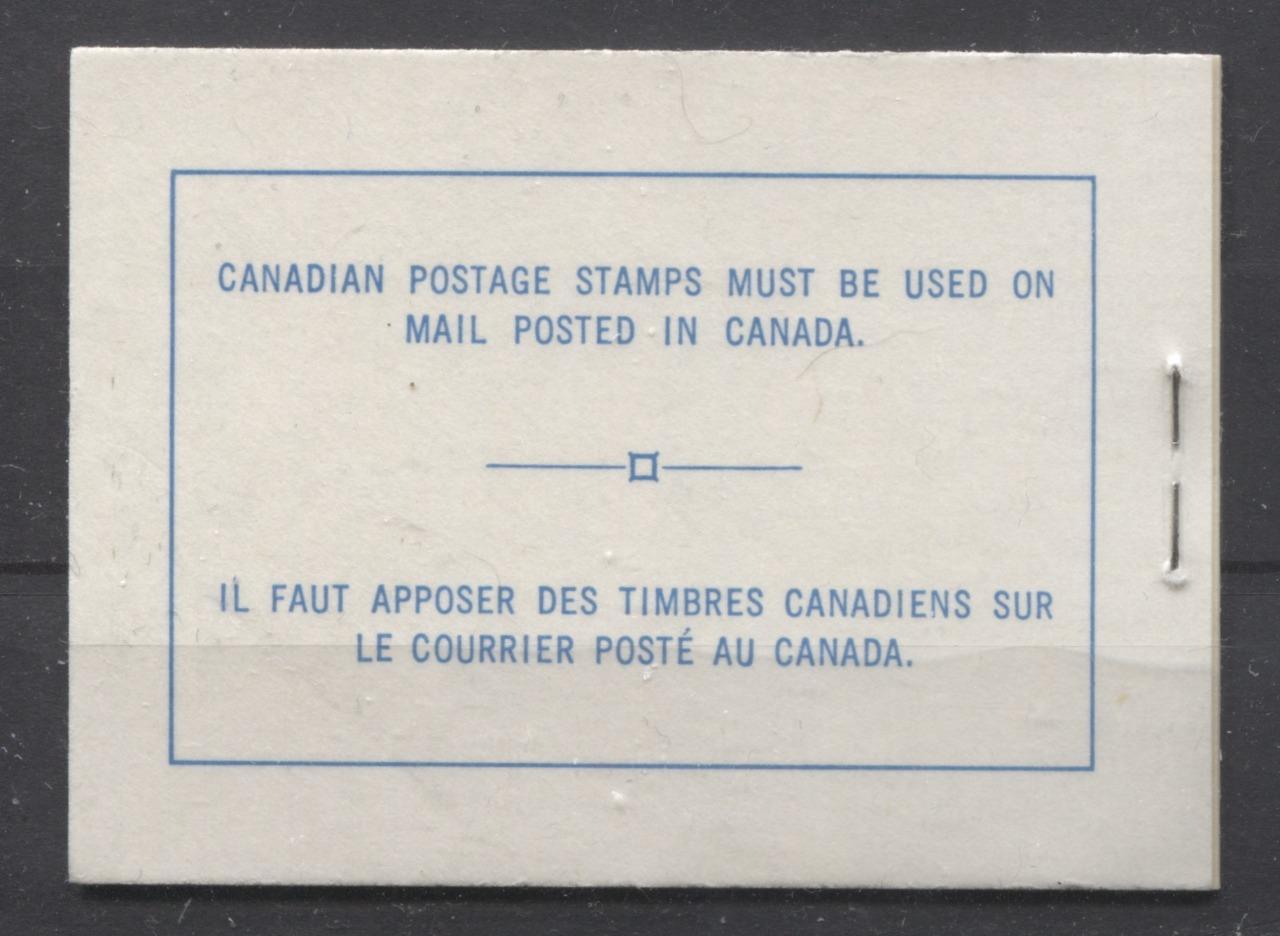 CANADIAN POSTAGE STAMPS MUST BE USED ON
MAIL POSTED IN CANADA.
IL FAUT APPOSER DES TIMBRES CANADIENS SUR
LE COURRIER POSTÉ AU CANADA.